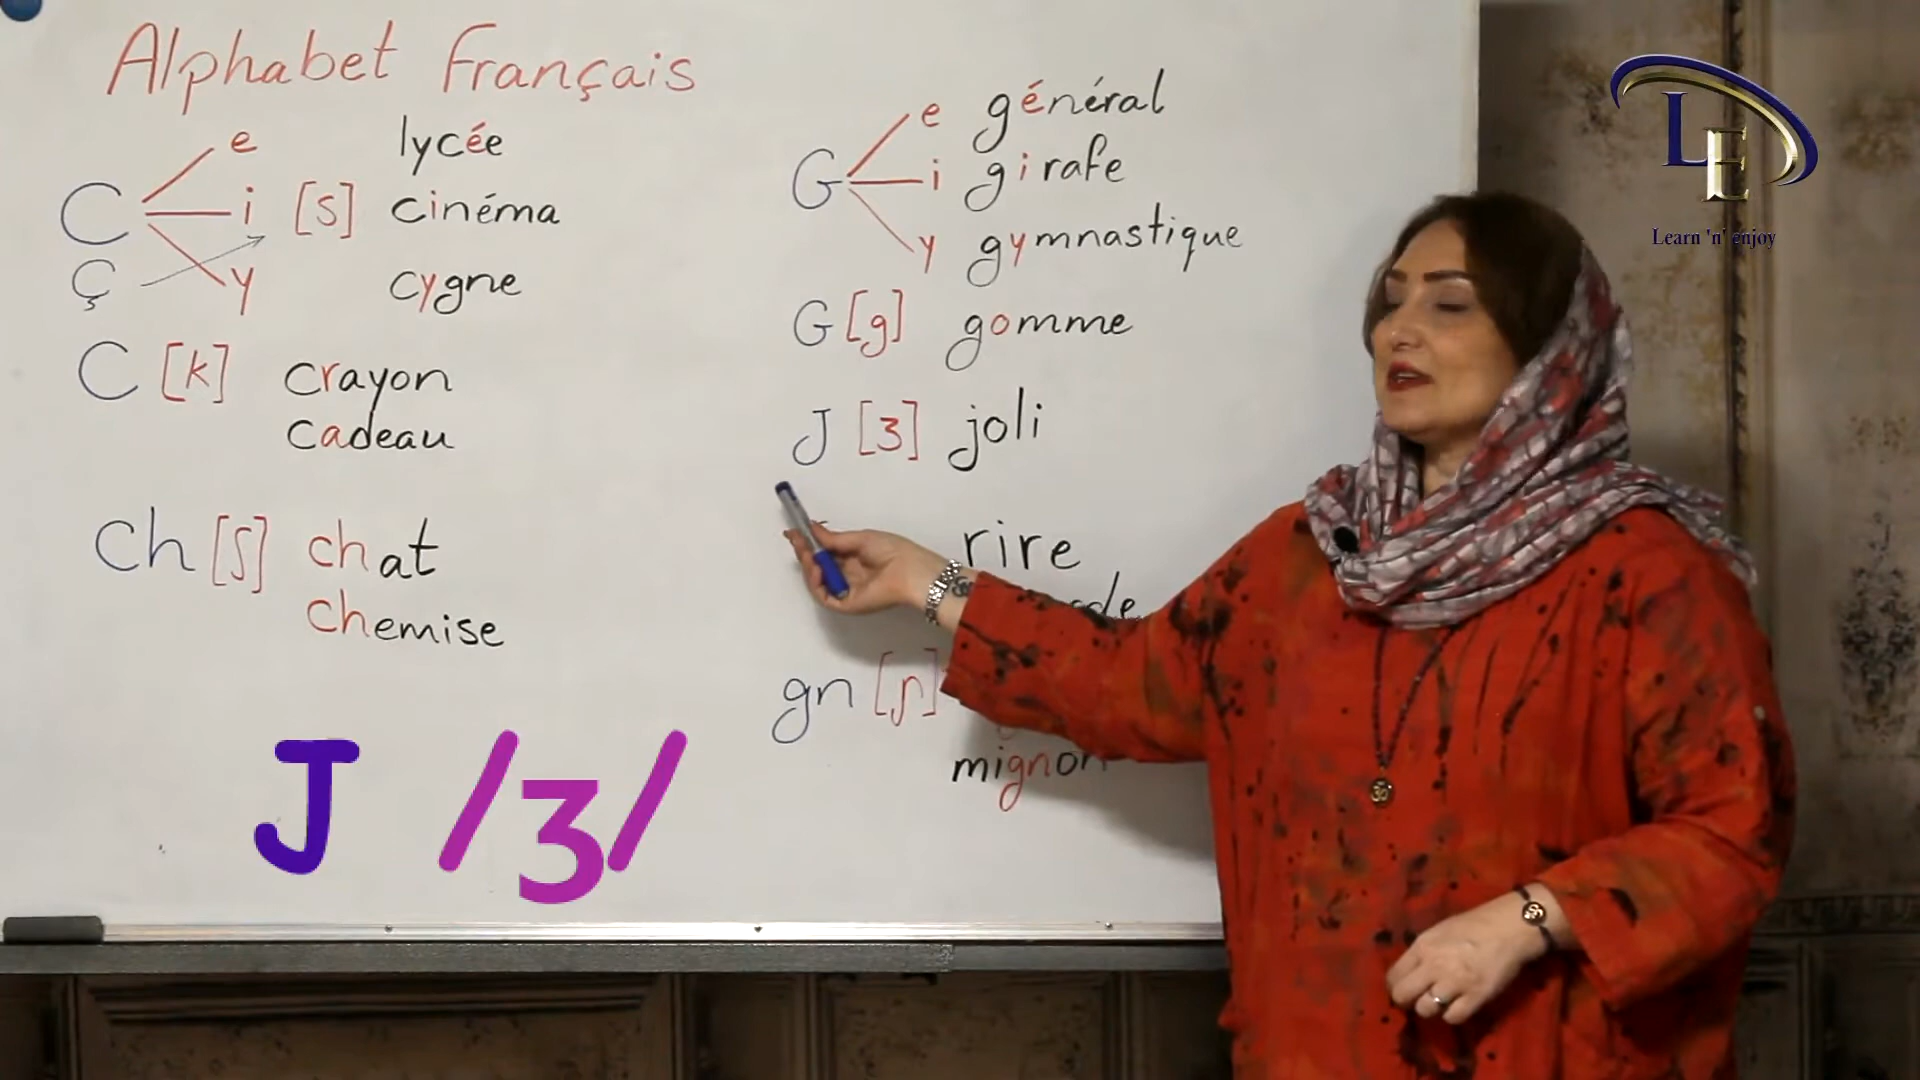 Alphabet Français
C
e lycée
i [s] cinéma
y cygne
Ç
C [k] crayon
cadeau
Ch [ʃ] chat
chemise
G
e général
i girafe
y gymnastique
G [g] gomme
J [ʒ] joli
rire
gn [ɲ]
mignon
J /ʒ/
LE
Learn 'n' enjoy